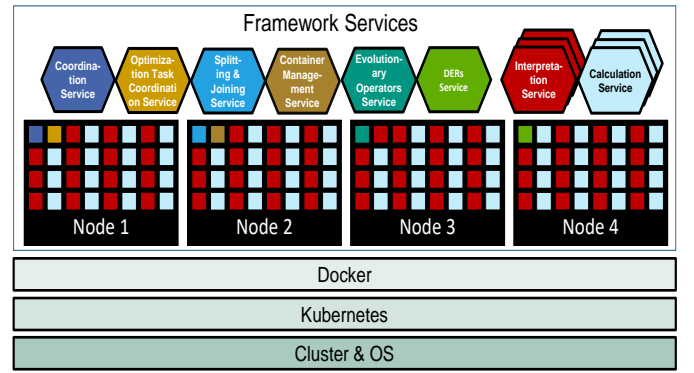 Framework Services
Coordina-
tion
Service
Optimiza-
tion Task
Coordinati
on Service
Splitt-
ing &
Joining
Service
Container
Manage-
ment
Service
Evolution-
ary
Operators
Service
DERs
Service
Interpreta-
tion
Service
Calculation
Service
Node 1
Node 2
Node 3
Node 4
Docker
Kubernetes
Cluster & OS